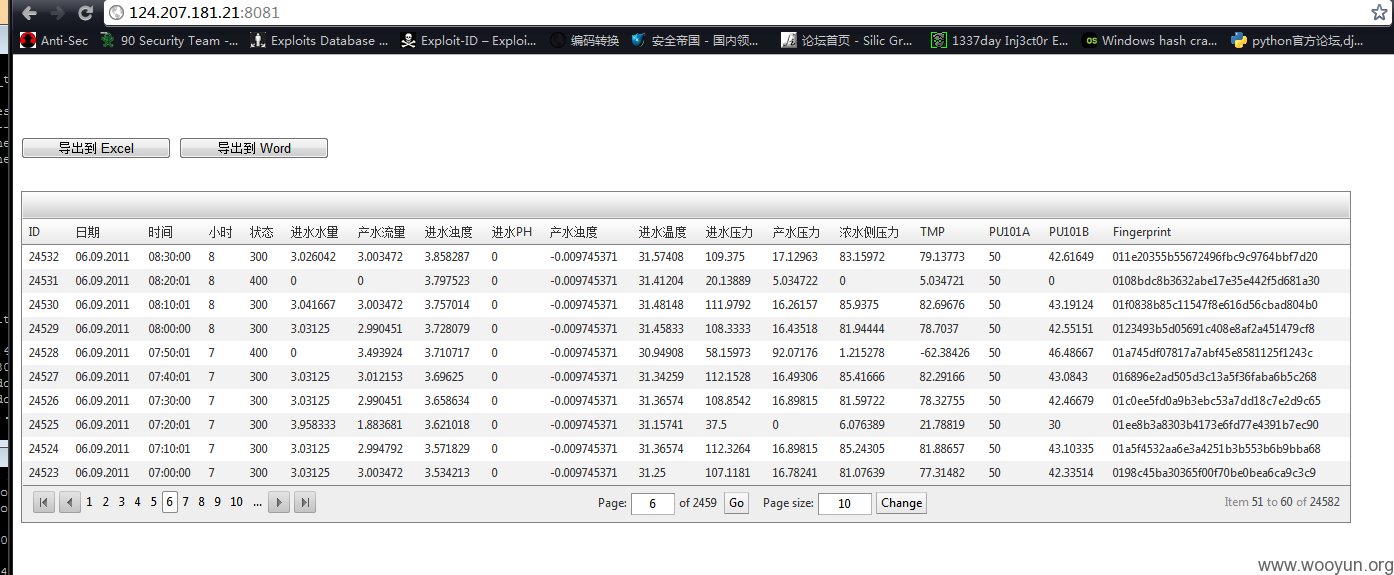 124.207.181.21:8081
Anti-Sec 90 Security Team -... Exploits Database ... Exploit-ID – Exploi... 编码转换 安全帝国 - 国内领... 论坛首页 - Silic Gr... 1337day Inj3ct0r E... Windows hash cra... python官方论坛,dj...
导出到 Excel 导出到 Word
ID 日期 时间 小时 状态 进水水量 产水流量 进水浊度 进水PH 产水浊度 进水温度 进水压力 产水压力 浓水侧压力 TMP PU101A PU101B Fingerprint
24532 06.09.2011 08:30:00 8 300 3.026042 3.003472 3.858287 0 -0.009745371 31.57408 109.375 17.12963 83.15972 79.13773 50 42.61649 011e20355b55672496fbc9c9764bbf7d20
24531 06.09.2011 08:20:01 8 400 0 0 3.797523 0 -0.009745371 31.41204 20.13889 5.034722 0 5.034721 50 0 0108bdc8b3632abe17e35e442f5d681a30
24530 06.09.2011 08:10:01 8 300 3.041667 3.003472 3.757014 0 -0.009745371 31.48148 111.9792 16.26157 85.9375 82.69676 50 43.19124 01f0838b85c11547f8e616d56cbad804b0
24529 06.09.2011 08:00:00 8 300 3.03125 2.990451 3.728079 0 -0.009745371 31.45833 108.3333 16.43518 81.94444 78.7037 50 42.55151 0123493b5d05691c408e8af2a451479cf8
24528 06.09.2011 07:50:01 7 400 0 3.493924 3.710717 0 -0.009745371 30.94908 58.15973 92.07176 1.215278 -62.38426 50 46.48667 01a745df07817a7abf45e8581125f1243c
24527 06.09.2011 07:40:01 7 300 3.03125 3.012153 3.69625 0 -0.009745371 31.34259 112.1528 16.49306 85.41666 82.29166 50 43.0843 016896e2ad505d3c13a5f36faba6b5c268
24526 06.09.2011 07:30:00 7 300 3.03125 2.990451 3.658634 0 -0.009745371 31.36574 108.8542 16.89815 81.59722 78.32755 50 42.46679 01c0ee5fd0a9b3ebc53a7dd18c7e2d9c65
24525 06.09.2011 07:20:01 7 300 3.958333 1.883681 3.621018 0 -0.009745371 31.15741 37.5 0 6.076389 21.78819 50 30 01ee8b3a8303b4173e6fd77e4391b7ec90
24524 06.09.2011 07:10:01 7 300 3.03125 2.994792 3.571829 0 -0.009745371 31.36574 112.3264 16.89815 85.24305 81.88657 50 43.10335 01a5f4532aa6e3a4251b3b553b6b9bba68
24523 06.09.2011 07:00:00 7 300 3.03125 3.003472 3.534213 0 -0.009745371 31.25 107.1181 16.78241 81.07639 77.31482 50 42.33514 0198c45ba30365f00f70be0bea6ca9c3c9
1 2 3 4 5 6 7 8 9 10 ... Page: 6 of 2459 Go Page size: 10 Change Item 51 to 60 of 24582
www.wooyun.org